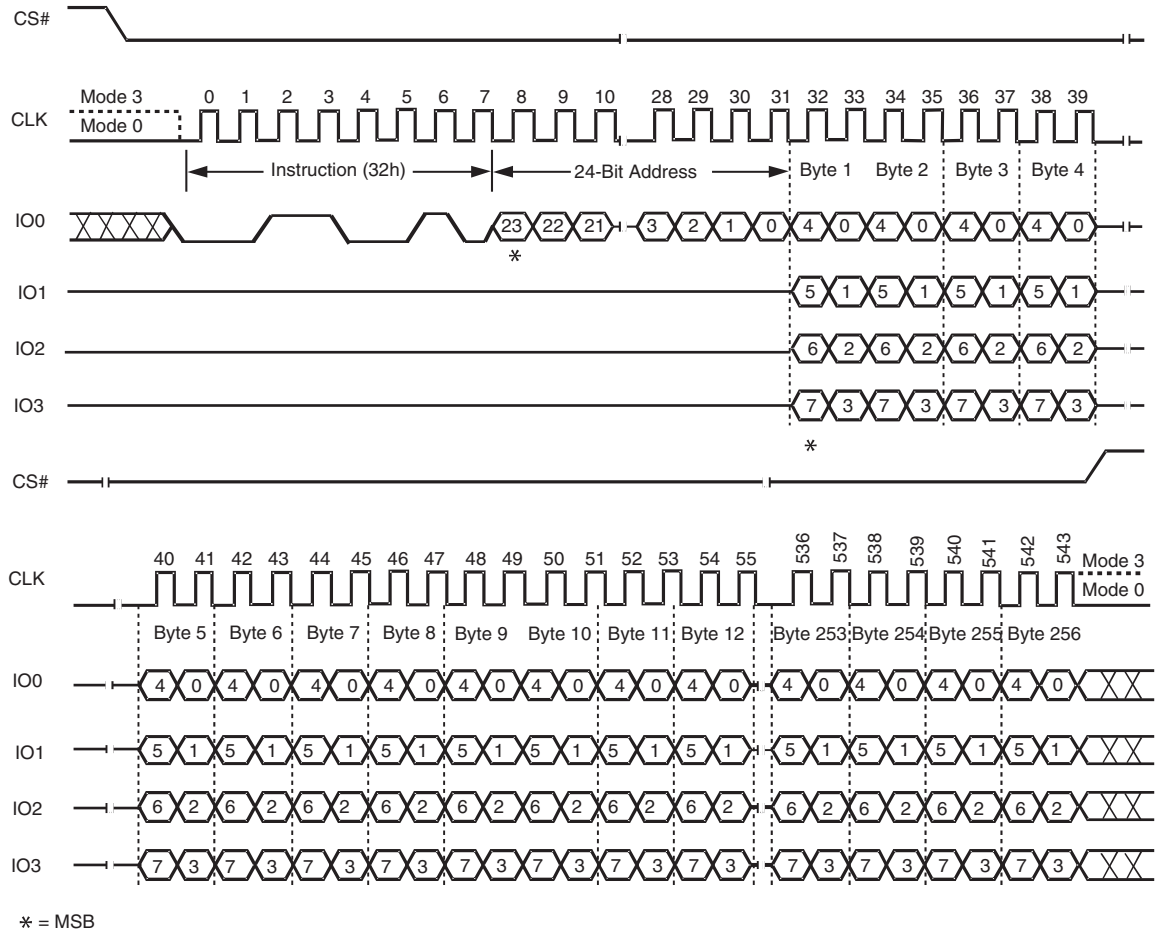 CS#
Mode 3 0 1 2 3 4 5 6 7 8 9 10 28 29 30 31 32 33 34 35 36 37 38 39
CLK Mode 0
Instruction (32h) 24-Bit Address Byte 1 Byte 2 Byte 3 Byte 4
IO0 23 22 21 3 2 1 0 4 0 4 0 4 0 4 0
*
IO1 5 1 5 1 5 1 5 1
IO2 6 2 6 2 6 2 6 2
IO3 7 3 7 3 7 3 7 3
*
CS#
40 41 42 43 44 45 46 47 48 49 50 51 52 53 54 55 536 537 538 539 540 541 542 543 Mode 3
CLK Mode 0
Byte 5 Byte 6 Byte 7 Byte 8 Byte 9 Byte 10 Byte 11 Byte 12 Byte 253 Byte 254 Byte 255 Byte 256
IO0 4 0 4 0 4 0 4 0 4 0 4 0 4 0 4 0 4 0 4 0 4 0 4 0
IO1 5 1 5 1 5 1 5 1 5 1 5 1 5 1 5 1 5 1 5 1 5 1 5 1
IO2 6 2 6 2 6 2 6 2 6 2 6 2 6 2 6 2 6 2 6 2 6 2 6 2
IO3 7 3 7 3 7 3 7 3 7 3 7 3 7 3 7 3 7 3 7 3 7 3 7 3
* = MSB